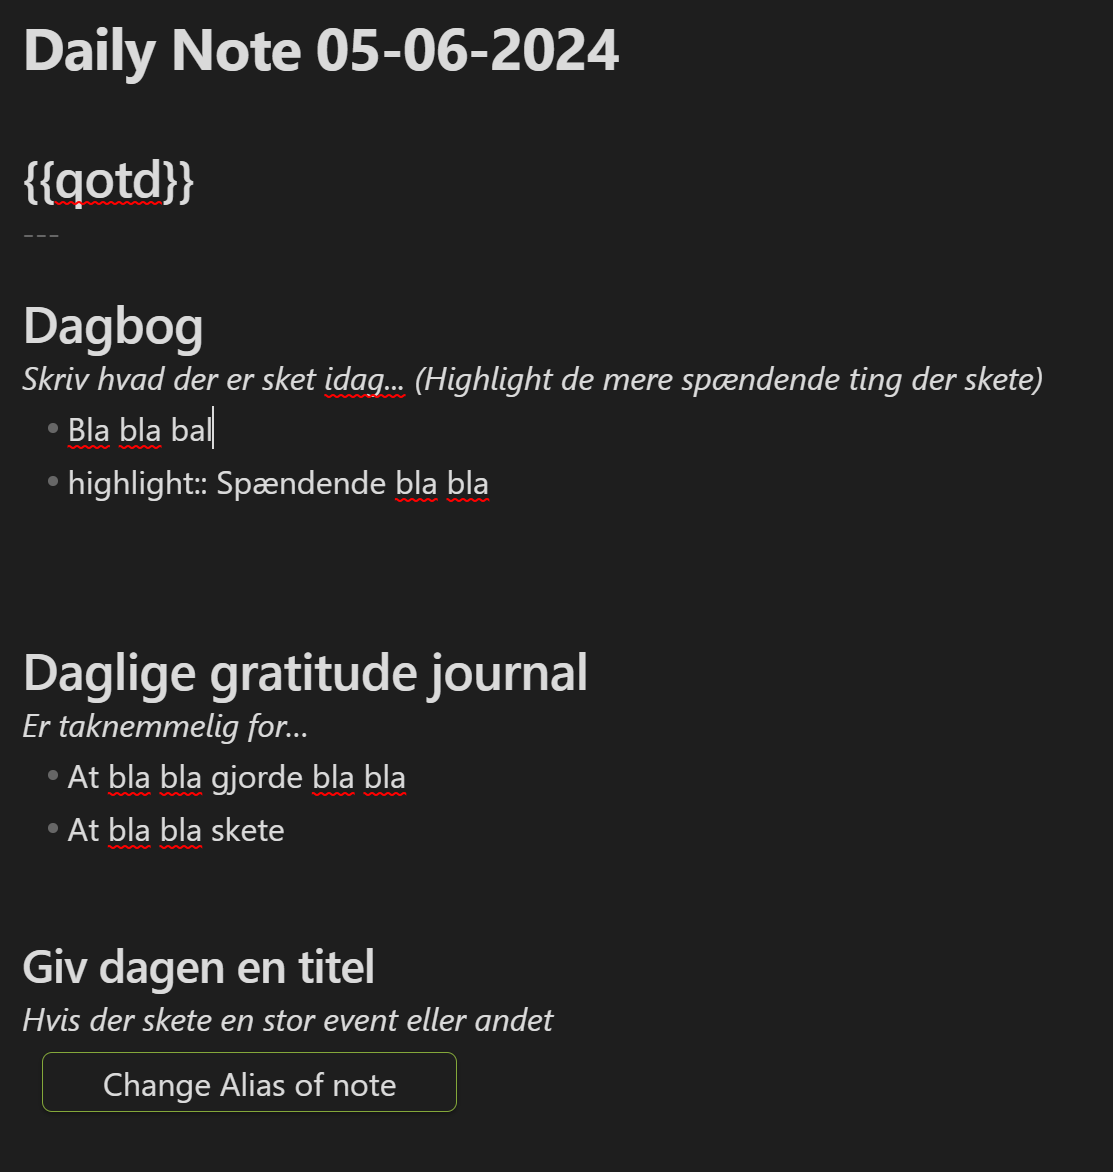 Daily Note 05-06-2024
{{qotd}}
---
Dagbog
Skriv hvad der er sket idag... (Highlight de mere spændende ting der skete)
Bla bla bal
highlight:: Spændende bla bla
Daglige gratitude journal
Er taknemmelig for...
At bla bla gjorde bla bla
At bla bla skete
Giv dagen en titel
Hvis der skete en stor event eller andet
Change Alias of note